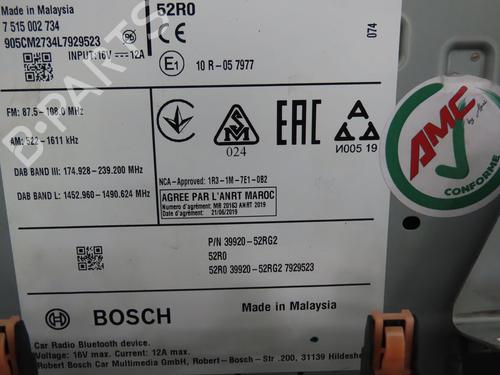 Made in Malaysia
7 515 002 734
905CM2734L7929523
INPUT:16V 12A
52R0
CE
E1
10 R - 05 7977
074
FM: 87.5 - 108.0 MHz
AM: 522 - 1611 kHz
DAB BAND III: 174.928 - 239.200 MHz
DAB BAND L: 1452.960 - 1490.624 MHz
024
EAC
И005 19
NCA-Approved: 1R3-1M-7E1-0B2
AGREE PAR L'ANRT MAROC
Numero d'agrément: MR 20163 ANRT 2019
Date d'agrément: 21/06/2019
P/N 39920-52RG2
52R0
52R0 39920-52RG2 7929523
BOSCH
Made in Malaysia
Car Radio Bluetooth device.
Voltage: 16V max. Current: 12A max.
Robert Bosch Car Multimedia GmbH, Robert-Bosch-Str .200, 31139 Hildeshe
AMC
CONFORME
B-PARTS